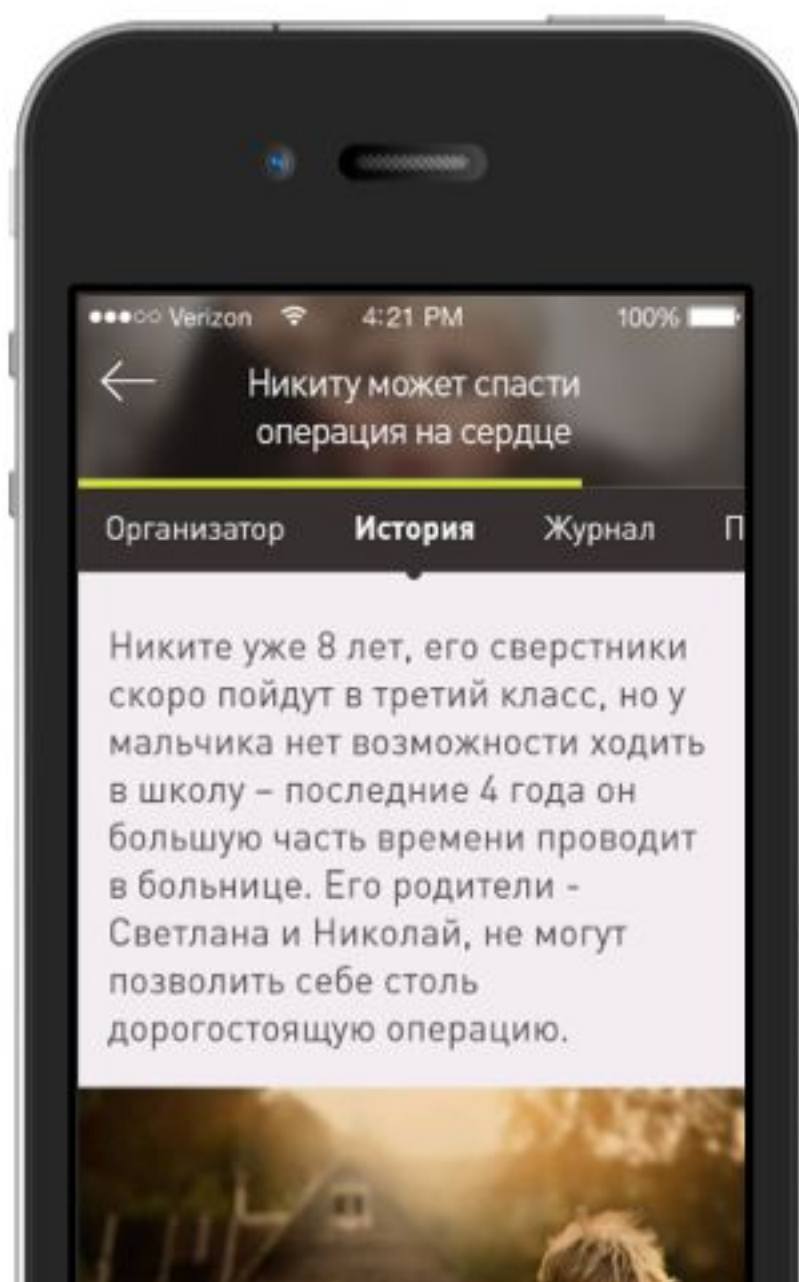 Verizon 4:21 PM 100%
Никиту может спасти
операция на сердце
Организатор История Журнал П
Никите уже 8 лет, его сверстники
скоро пойдут в третий класс, но у
мальчика нет возможности ходить
в школу – последние 4 года он
большую часть времени проводит
в больнице. Его родители -
Светлана и Николай, не могут
позволить себе столь
дорогостоящую операцию.